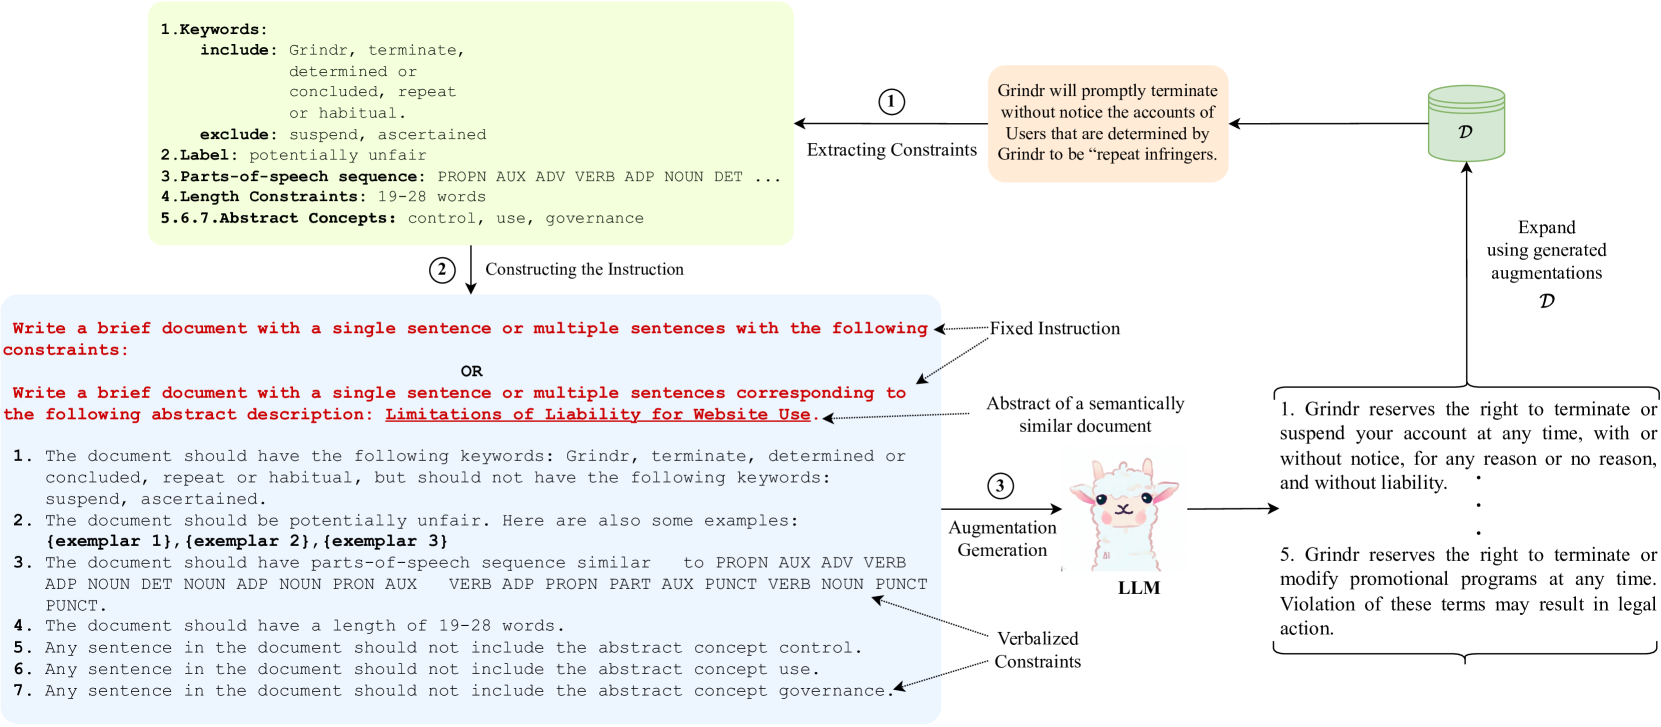 1.Keywords:
include: Grindr, terminate,
determined or
concluded, repeat
or habitual.
exclude: suspend, ascertained
2.Label: potentially unfair
3.Parts-of-speech sequence: PROPN AUX ADV VERB ADP NOUN DET ...
4.Length Constraints: 19-28 words
5.6.7.Abstract Concepts: control, use, governance
1
Extracting Constraints
Grindr will promptly terminate
without notice the accounts of
Users that are determined by
Grindr to be “repeat infringers.
D
Expand
using generated
augmentations
D
2
Constructing the Instruction
Write a brief document with a single sentence or multiple sentences with the following
constraints:
OR
Write a brief document with a single sentence or multiple sentences corresponding to
the following abstract description: Limitations of Liability for Website Use.
1. The document should have the following keywords: Grindr, terminate, determined or
concluded, repeat or habitual, but should not have the following keywords:
suspend, ascertained.
2. The document should be potentially unfair. Here are also some examples:
{exemplar 1},{exemplar 2},{exemplar 3}
3. The document should have parts-of-speech sequence similar to PROPN AUX ADV VERB
ADP NOUN DET NOUN ADP NOUN PRON AUX VERB ADP PROPN PART AUX PUNCT VERB NOUN PUNCT
PUNCT.
4. The document should have a length of 19-28 words.
5. Any sentence in the document should not include the abstract concept control.
6. Any sentence in the document should not include the abstract concept use.
7. Any sentence in the document should not include the abstract concept governance.
Fixed Instruction
Abstract of a semantically
similar document
Verbalized
Constraints
3
Augmentation
Gemeration
LLM
1. Grindr reserves the right to terminate or
suspend your account at any time, with or
without notice, for any reason or no reason,
and without liability.
5. Grindr reserves the right to terminate or
modify promotional programs at any time.
Violation of these terms may result in legal
action.